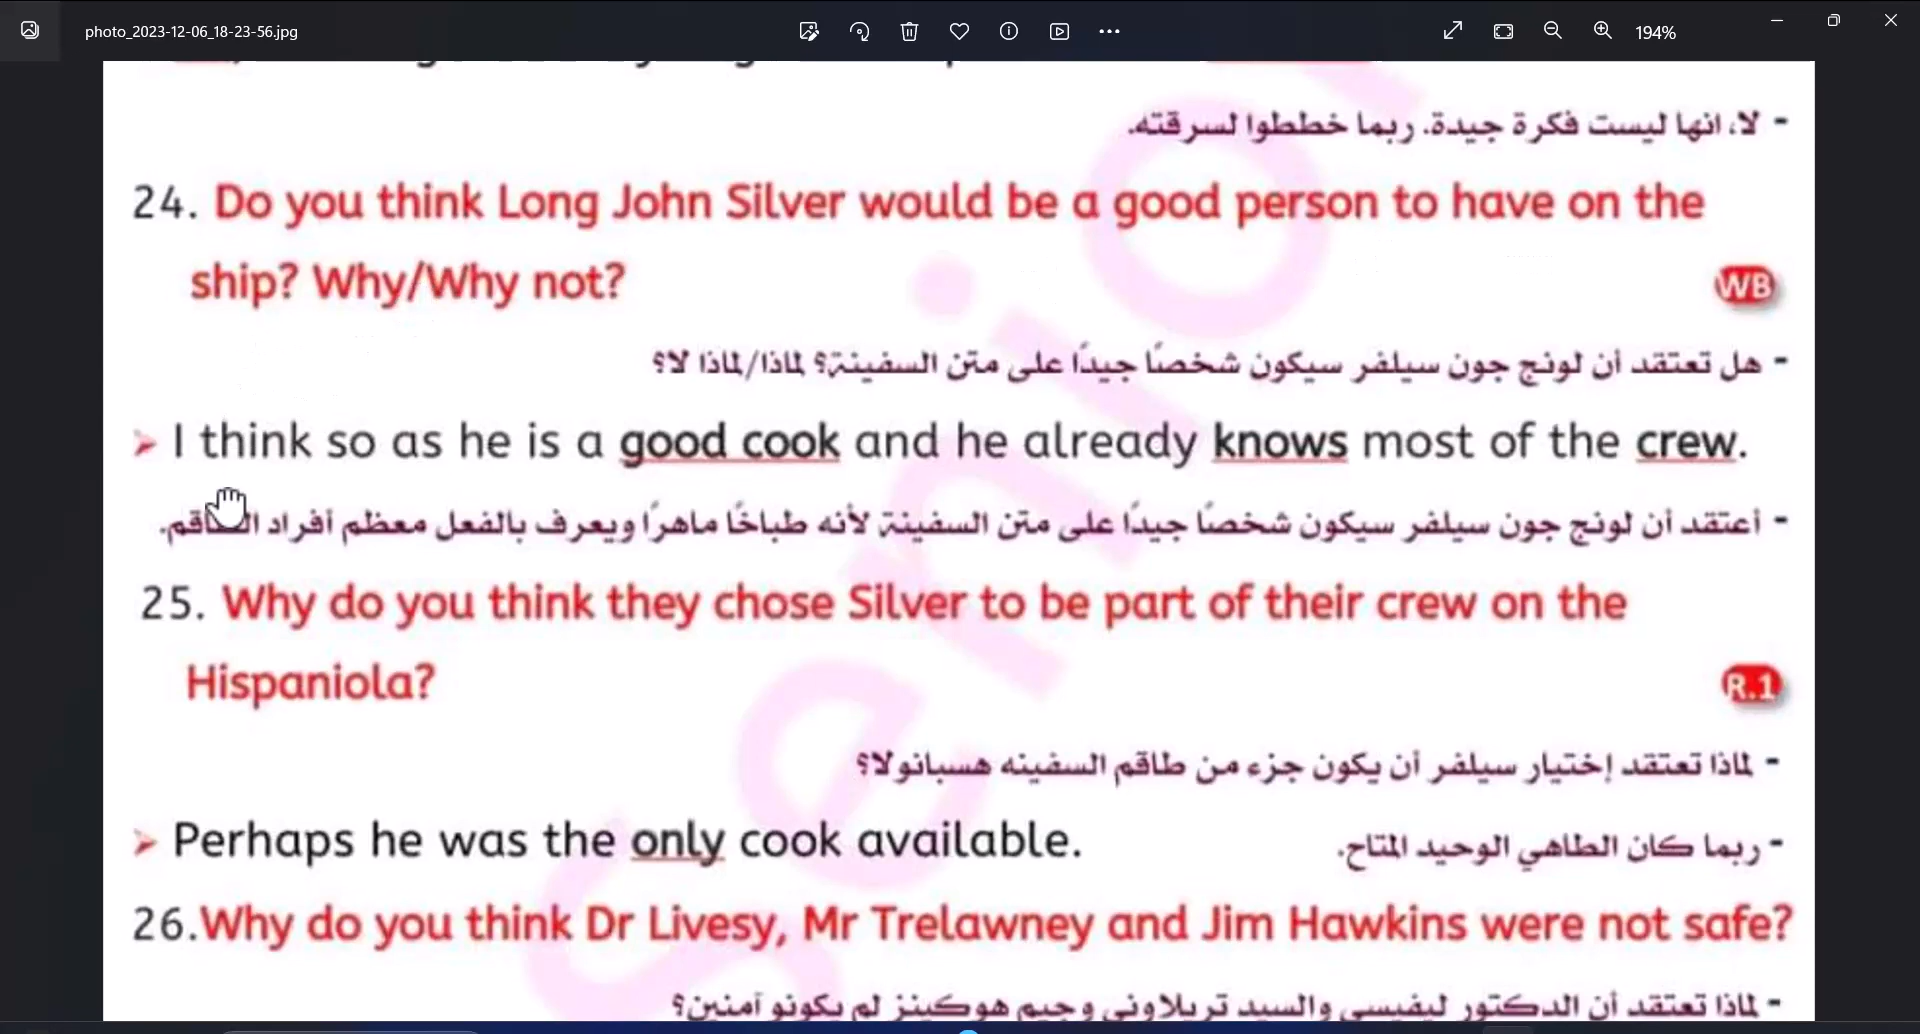 photo_2023-12-06_18-23-56.jpg
194%
- لا، انها ليست فكرة جيدة. ربما خططوا لسرقته.
24. Do you think Long John Silver would be a good person to have on the
ship? Why/Why not?
WB
- هل تعتقد أن لونج جون سيلفر سيكون شخصًا جيدًا على متن السفينة؟ لماذا/لماذا لا؟
➢ I think so as he is a good cook and he already knows most of the crew.
- أعتقد أن لونج جون سيلفر سيكون شخصًا جيدًا على متن السفينة لأنه طباخًا ماهرًا ويعرف بالفعل معظم أفراد الطاقم.
25. Why do you think they chose Silver to be part of their crew on the
Hispaniola?
R.1
- لماذا تعتقد إختيار سيلفر أن يكون جزء من طاقم السفينه هسبانولا؟
➢ Perhaps he was the only cook available.
- ربما كان الطاهي الوحيد المتاح.
26.Why do you think Dr Livesy, Mr Trelawney and Jim Hawkins were not safe?
- لماذا تعتقد أن الدكتور ليفيسي والسيد تريلاوني وجيم هوكينز لم يكونو آمنين؟
Senior